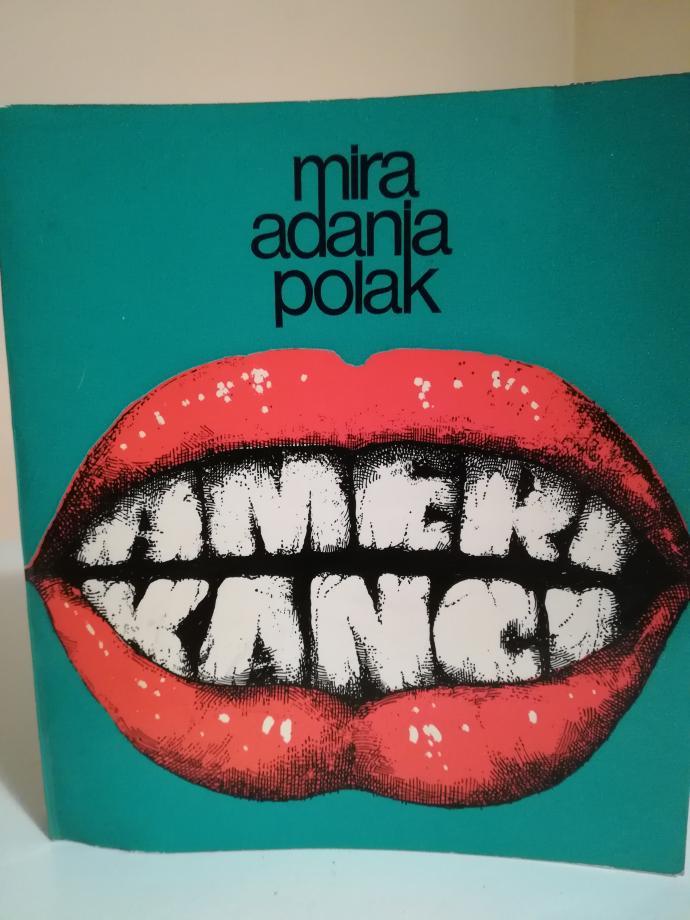 mira
adanja
polak
AMERI
KANCI